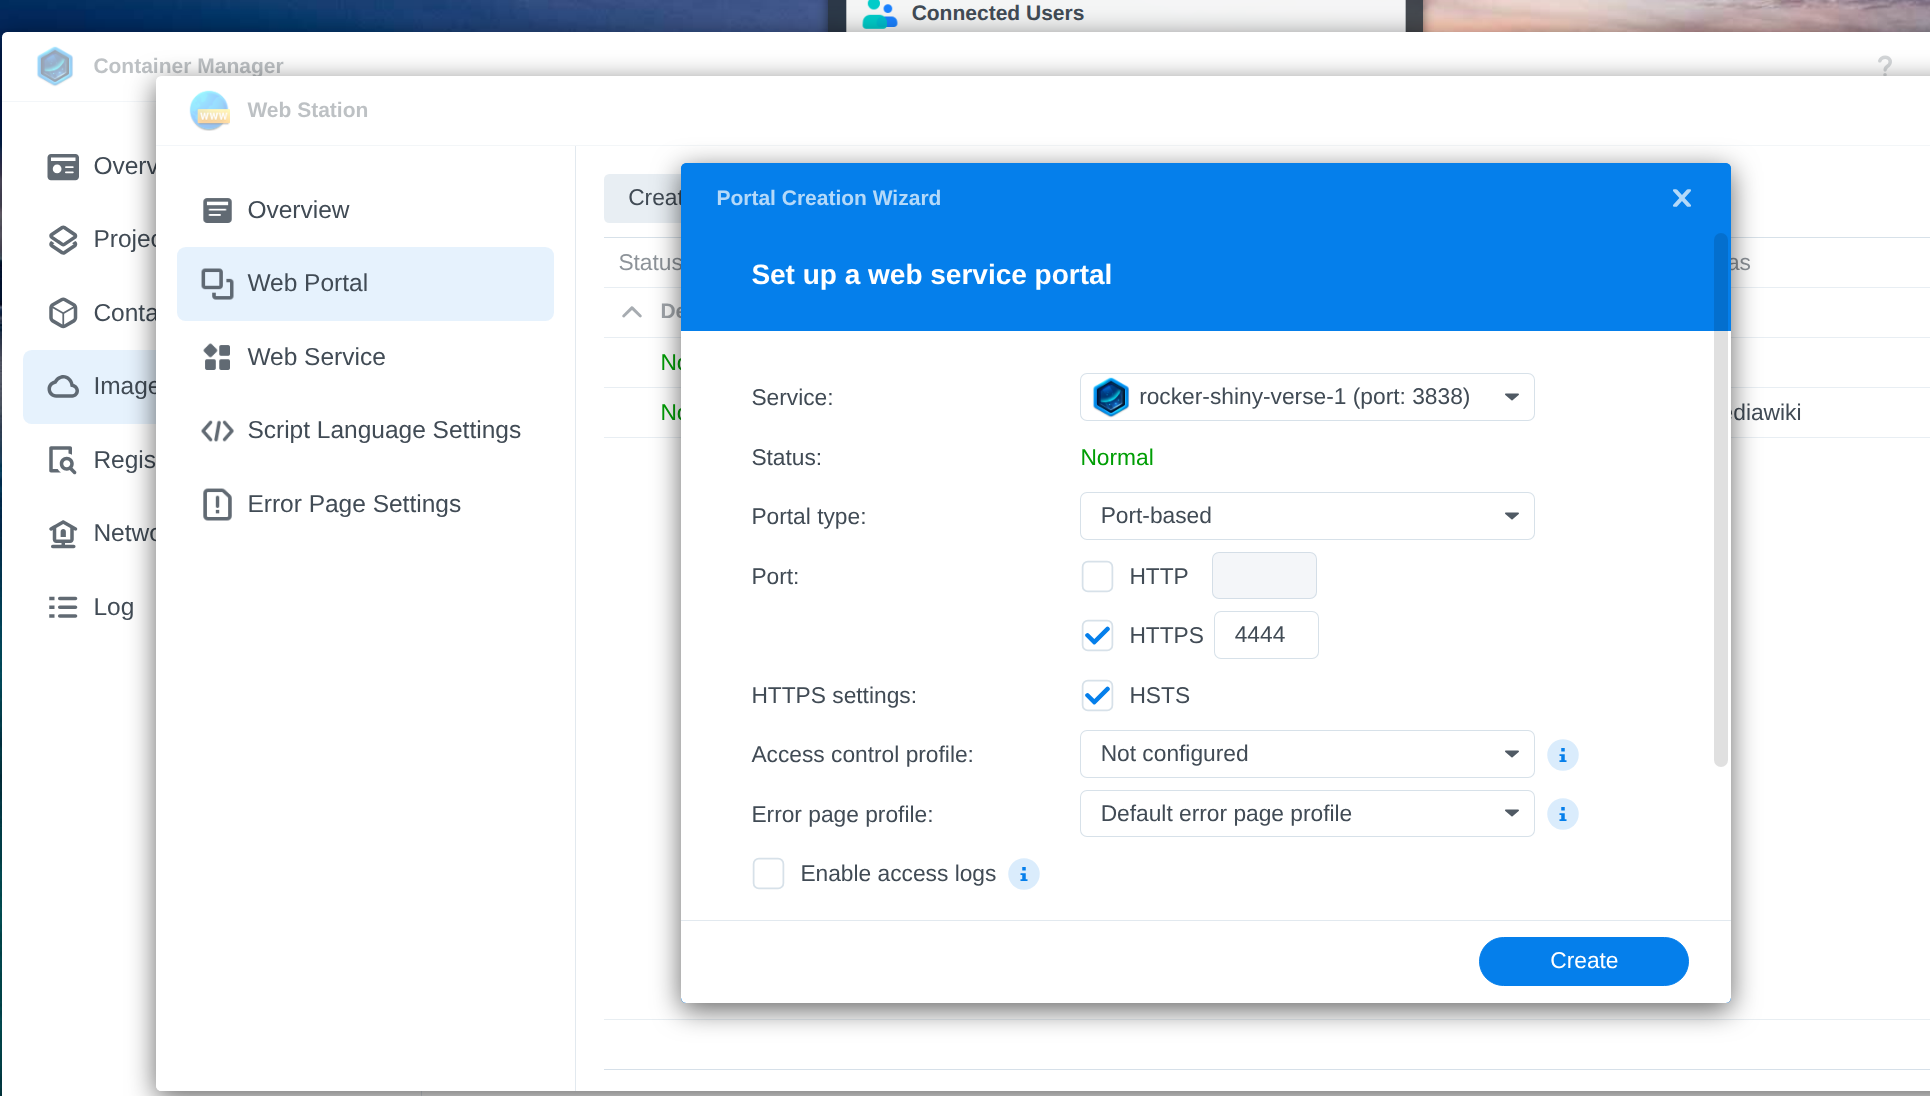 Connected Users
Container Manager
?
Web Station
www
Overv
Projec
Conta
Image
Regis
Netwo
Log
Overview
Web Portal
Web Service
Script Language Settings
Error Page Settings
Creat
Status
De
No
No
as
ediawiki
Portal Creation Wizard
Set up a web service portal
Service: rocker-shiny-verse-1 (port: 3838)
Status: Normal
Portal type: Port-based
Port: HTTP
HTTPS 4444
HTTPS settings: HSTS
Access control profile: Not configured
Error page profile: Default error page profile
Enable access logs
Create